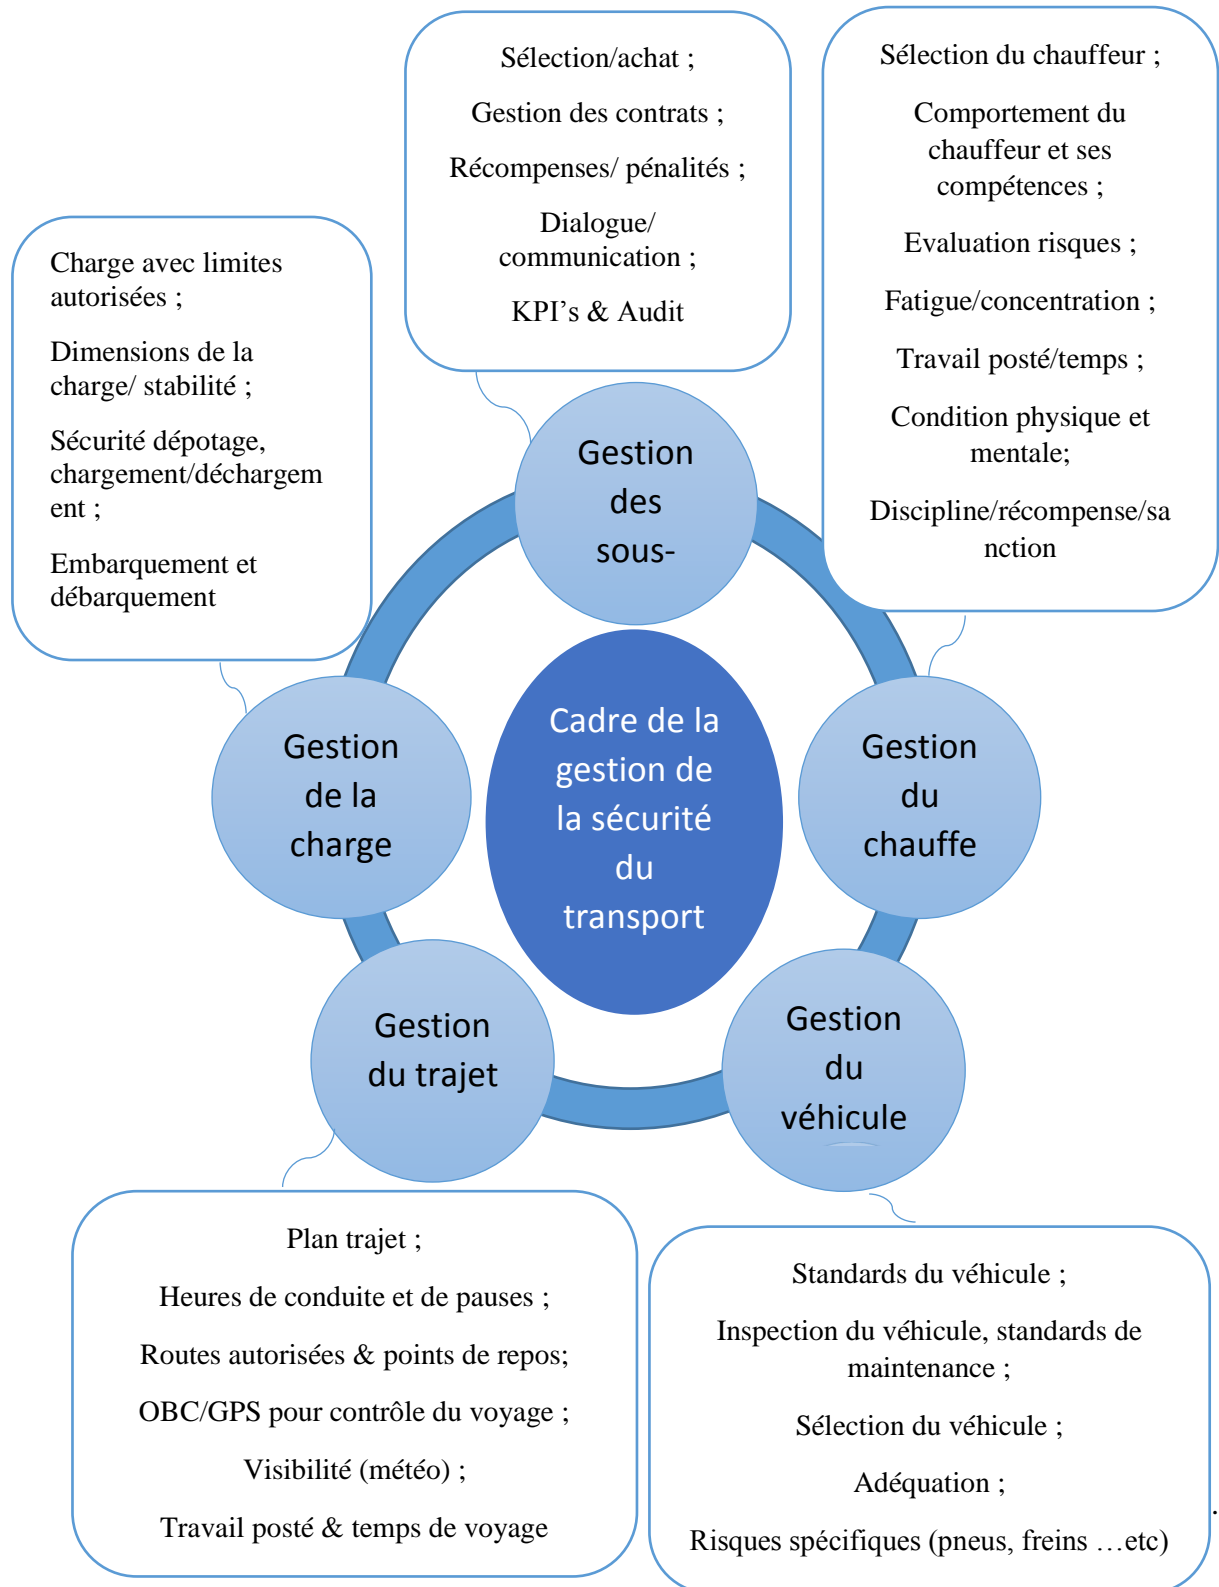 Sélection/achat ;
Gestion des contrats ;
Récompenses/ pénalités ;
Dialogue/
communication ;
KPI's & Audit
Sélection du chauffeur ;
Comportement du
chauffeur et ses
compétences ;
Evaluation risques ;
Fatigue/concentration ;
Travail posté/temps ;
Condition physique et
mentale;
Discipline/récompense/sa
nction
Charge avec limites
autorisées ;
Dimensions de la
charge/ stabilité ;
Sécurité dépotage,
chargement/déchargem
ent ;
Embarquement et
débarquement
Gestion
des
sous-
Gestion
de la
charge
Cadre de la
gestion de
la sécurité
du
transport
Gestion
du
chauffe
Gestion
du trajet
Gestion
du
véhicule
Plan trajet ;
Heures de conduite et de pauses ;
Routes autorisées & points de repos;
OBC/GPS pour contrôle du voyage ;
Visibilité (météo) ;
Travail posté & temps de voyage
Standards du véhicule ;
Inspection du véhicule, standards de
maintenance ;
Sélection du véhicule ;
Adéquation ;
Risques spécifiques (pneus, freins …etc)
.